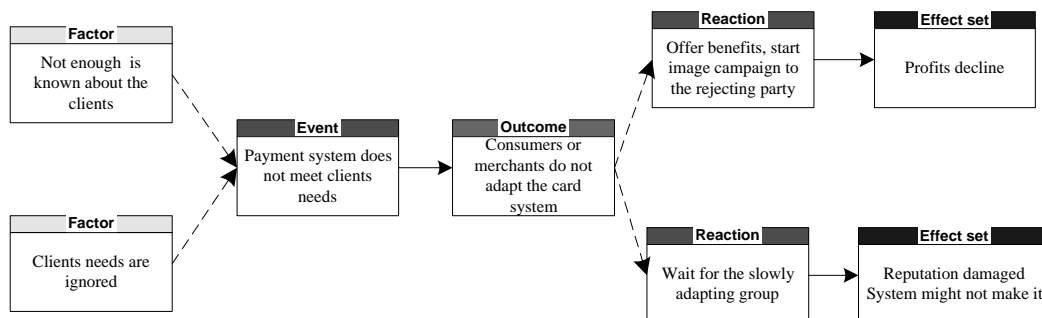 Factor
Not enough is
known about the
clients
Factor
Clients needs are
ignored
Event
Payment system does
not meet clients
needs
Outcome
Consumers or
merchants do not
adapt the card
system
Reaction
Offer benefits, start
image campaign to
the rejecting party
Effect set
Profits decline
Reaction
Wait for the slowly
adapting group
Effect set
Reputation damaged
System might not make it